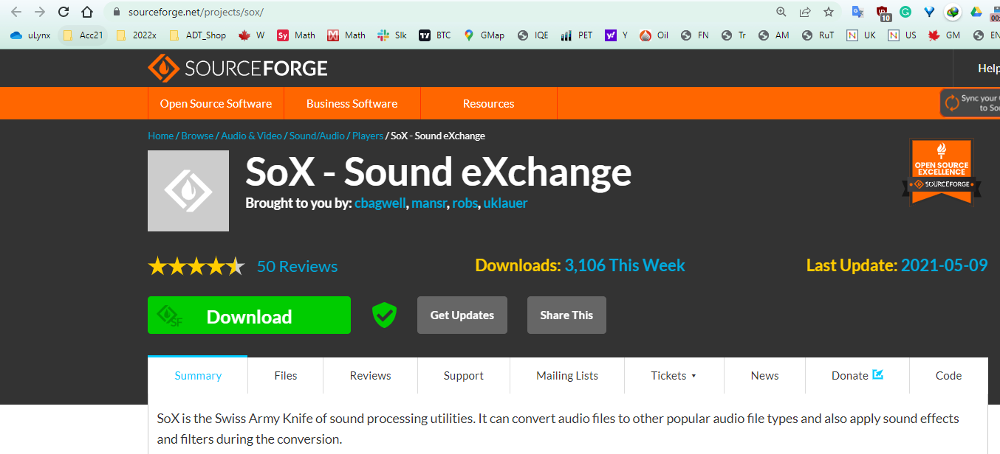 sourceforge.net/projects/sox/
10
00:
uLynx Acc21 2022x ADT_Shop W Sy Math M Math Slk 17 BTC GMap IQE PET y! Y Oil FN Tr AM RuT N UK N US GM EN
SOURCEFORGE
Help
Open Source Software Business Software Resources
Sync your
to So
Home / Browse / Audio & Video / Sound/Audio / Players / SoX - Sound eXchange
SoX - Sound eXchange
Brought to you by: cbagwell, mansr, robs, uklauer
OPEN SOURCE
EXCELLENCE
SOURCEFORGE
50 Reviews Downloads: 3,106 This Week Last Update: 2021-05-09
SF Download Get Updates Share This
Summary Files Reviews Support Mailing Lists Tickets ▾ News Donate Code
SoX is the Swiss Army Knife of sound processing utilities. It can convert audio files to other popular audio file types and also apply sound effects
and filters during the conversion.